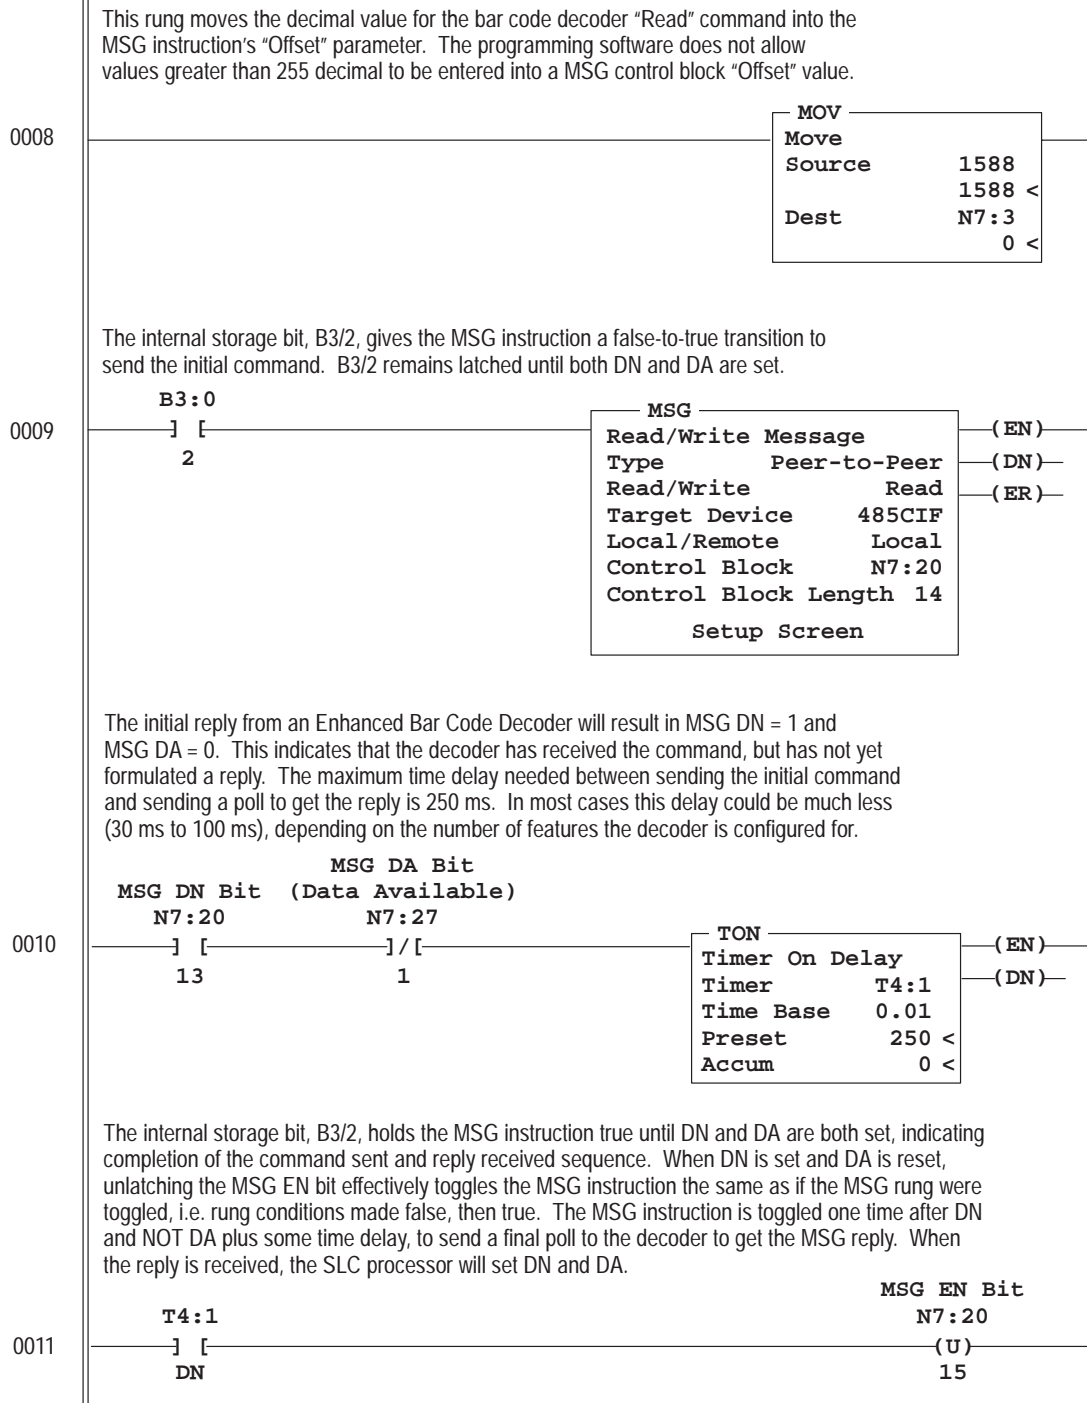 This rung moves the decimal value for the bar code decoder “Read” command into the
MSG instruction’s “Offset” parameter.  The programming software does not allow
values greater than 255 decimal to be entered into a MSG control block “Offset” value.
MOV
0008
Move
Source 1588
1588 <
Dest N7:3
0 <
The internal storage bit, B3/2, gives the MSG instruction a false-to-true transition to
send the initial command.  B3/2 remains latched until both DN and DA are set.
B3:0
MSG
0009 ] [ (EN)
2
Read/Write Message
Type Peer-to-Peer (DN)
Read/Write Read (ER)
Target Device 485CIF
Local/Remote Local
Control Block N7:20
Control Block Length 14
Setup Screen
The initial reply from an Enhanced Bar Code Decoder will result in MSG DN = 1 and
MSG DA = 0.  This indicates that the decoder has received the command, but has not yet
formulated a reply.  The maximum time delay needed between sending the initial command
and sending a poll to get the reply is 250 ms.  In most cases this delay could be much less
(30 ms to 100 ms), depending on the number of features the decoder is configured for.
MSG DA Bit
MSG DN Bit (Data Available)
N7:20 N7:27
TON
0010 ] [ ]/[ (EN)
13 1
Timer On Delay
Timer T4:1 (DN)
Time Base 0.01
Preset 250 <
Accum 0 <
The internal storage bit, B3/2, holds the MSG instruction true until DN and DA are both set, indicating
completion of the command sent and reply received sequence.  When DN is set and DA is reset,
unlatching the MSG EN bit effectively toggles the MSG instruction the same as if the MSG rung were
toggled, i.e. rung conditions made false, then true.  The MSG instruction is toggled one time after DN
and NOT DA plus some time delay, to send a final poll to the decoder to get the MSG reply.  When
the reply is received, the SLC processor will set DN and DA.
MSG EN Bit
T4:1 N7:20
0011 ] [ (U)
DN 15